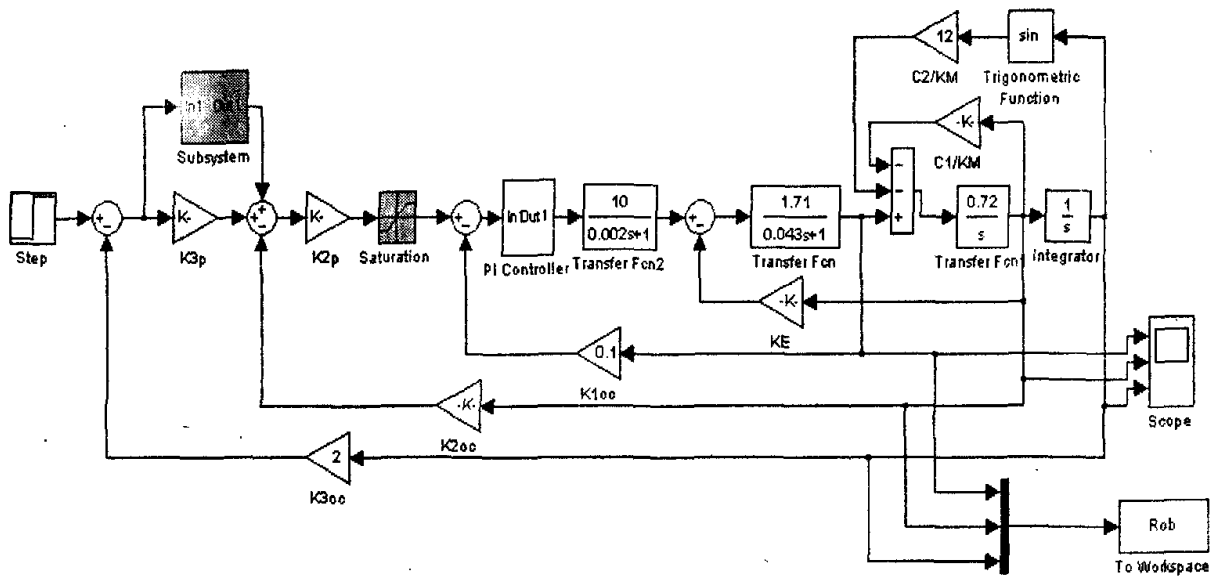 12
sin
C2/KM
Trigonometric
Function
In1 Out1
Subsystem
-K-
C1/KM
Step
K-
K3p
K-
K2p
Saturation
In Out1
PI Controller
10
0.002s+1
Transfer Fcn2
1.71
0.043s+1
Transfer Fcn
0.72
s
Transfer Fcn
1
s
Integrator
-K-
KE
0.1
K1oc
-K-
K2oc
2
K3oc
Scope
Rob
To Workspace